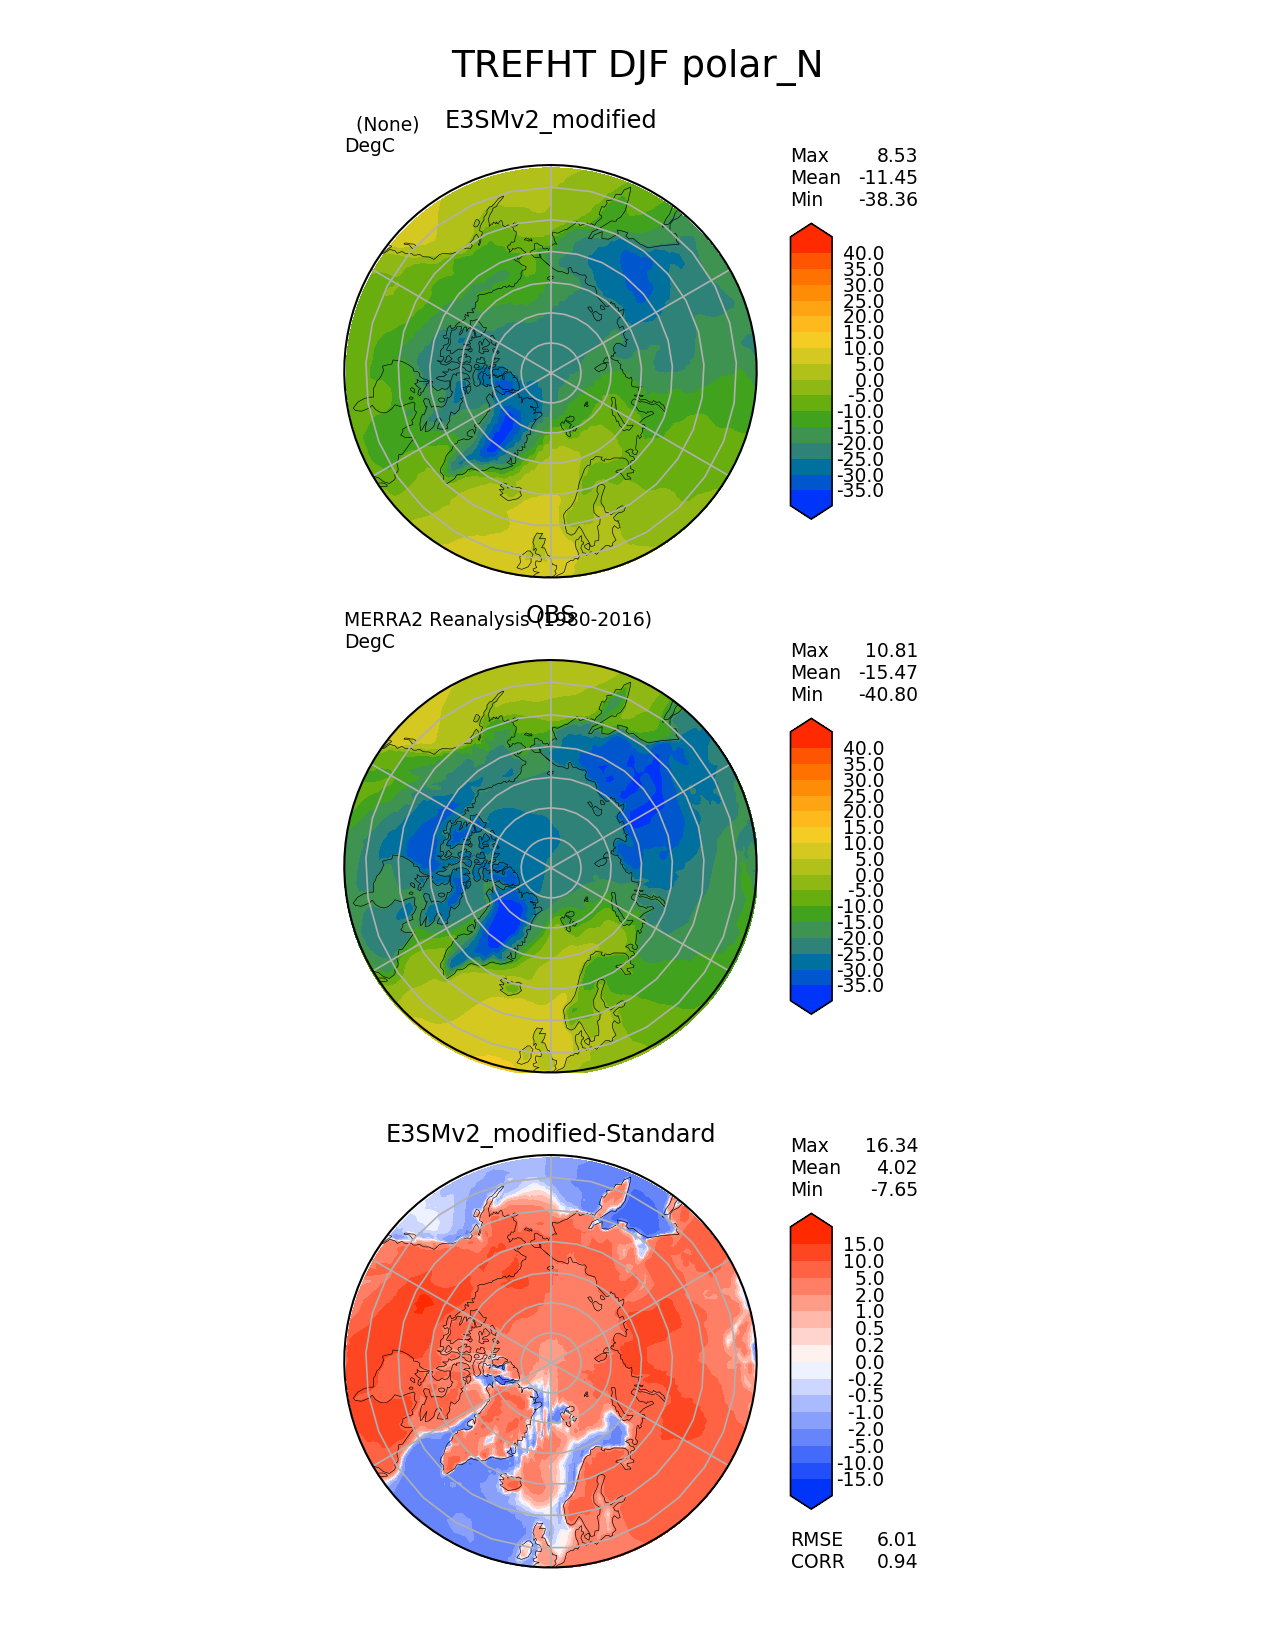 TREFHT DJF polar_N
E3SMv2_modified
(None)
DegC
Max 8.53
Mean -11.45
Min -38.36
40.0
35.0
30.0
25.0
20.0
15.0
10.0
5.0
0.0
-5.0
-10.0
-15.0
-20.0
-25.0
-30.0
-35.0
OBS
MERRA2 Reanalysis (1980-2016)
DegC
Max 10.81
Mean -15.47
Min -40.80
40.0
35.0
30.0
25.0
20.0
15.0
10.0
5.0
0.0
-5.0
-10.0
-15.0
-20.0
-25.0
-30.0
-35.0
E3SMv2_modified-Standard
Max 16.34
Mean 4.02
Min -7.65
15.0
10.0
5.0
2.0
1.0
0.5
0.2
0.0
-0.2
-0.5
-1.0
-2.0
-5.0
-10.0
-15.0
RMSE 6.01
CORR 0.94